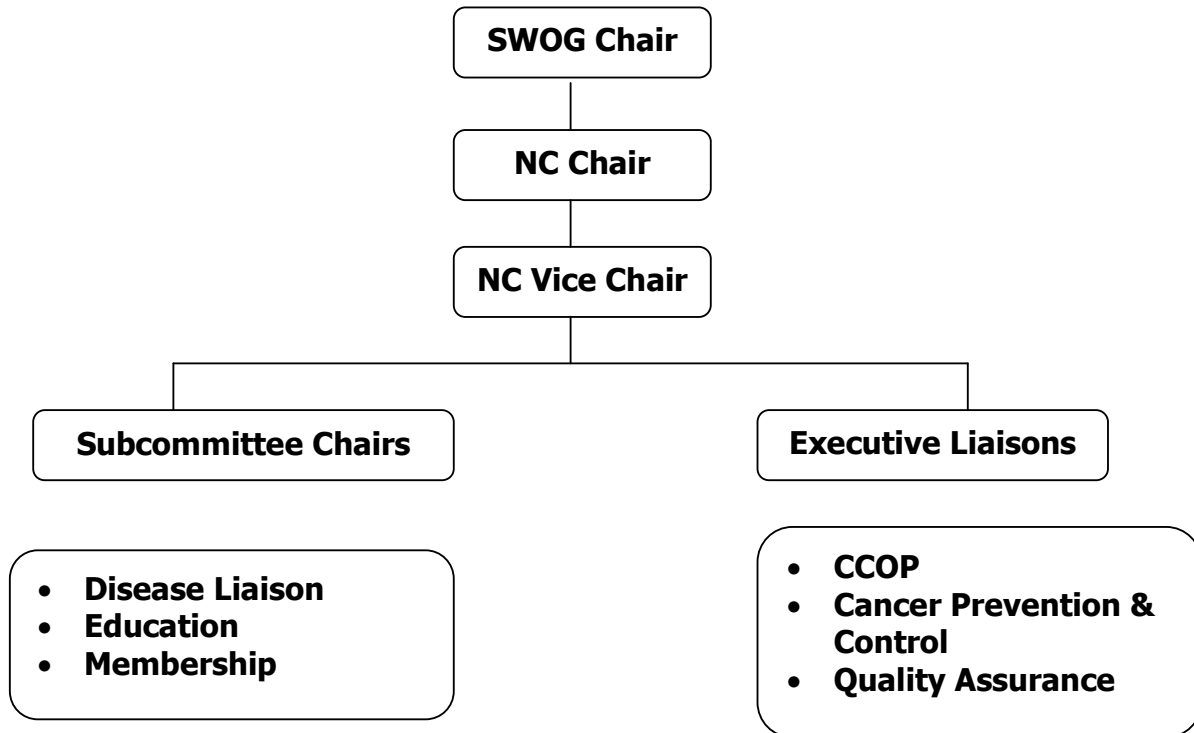 SWOG Chair
NC Chair
NC Vice Chair
Subcommittee Chairs
Executive Liaisons
• Disease Liaison
• Education
• Membership
• CCOP
• Cancer Prevention &
Control
• Quality Assurance